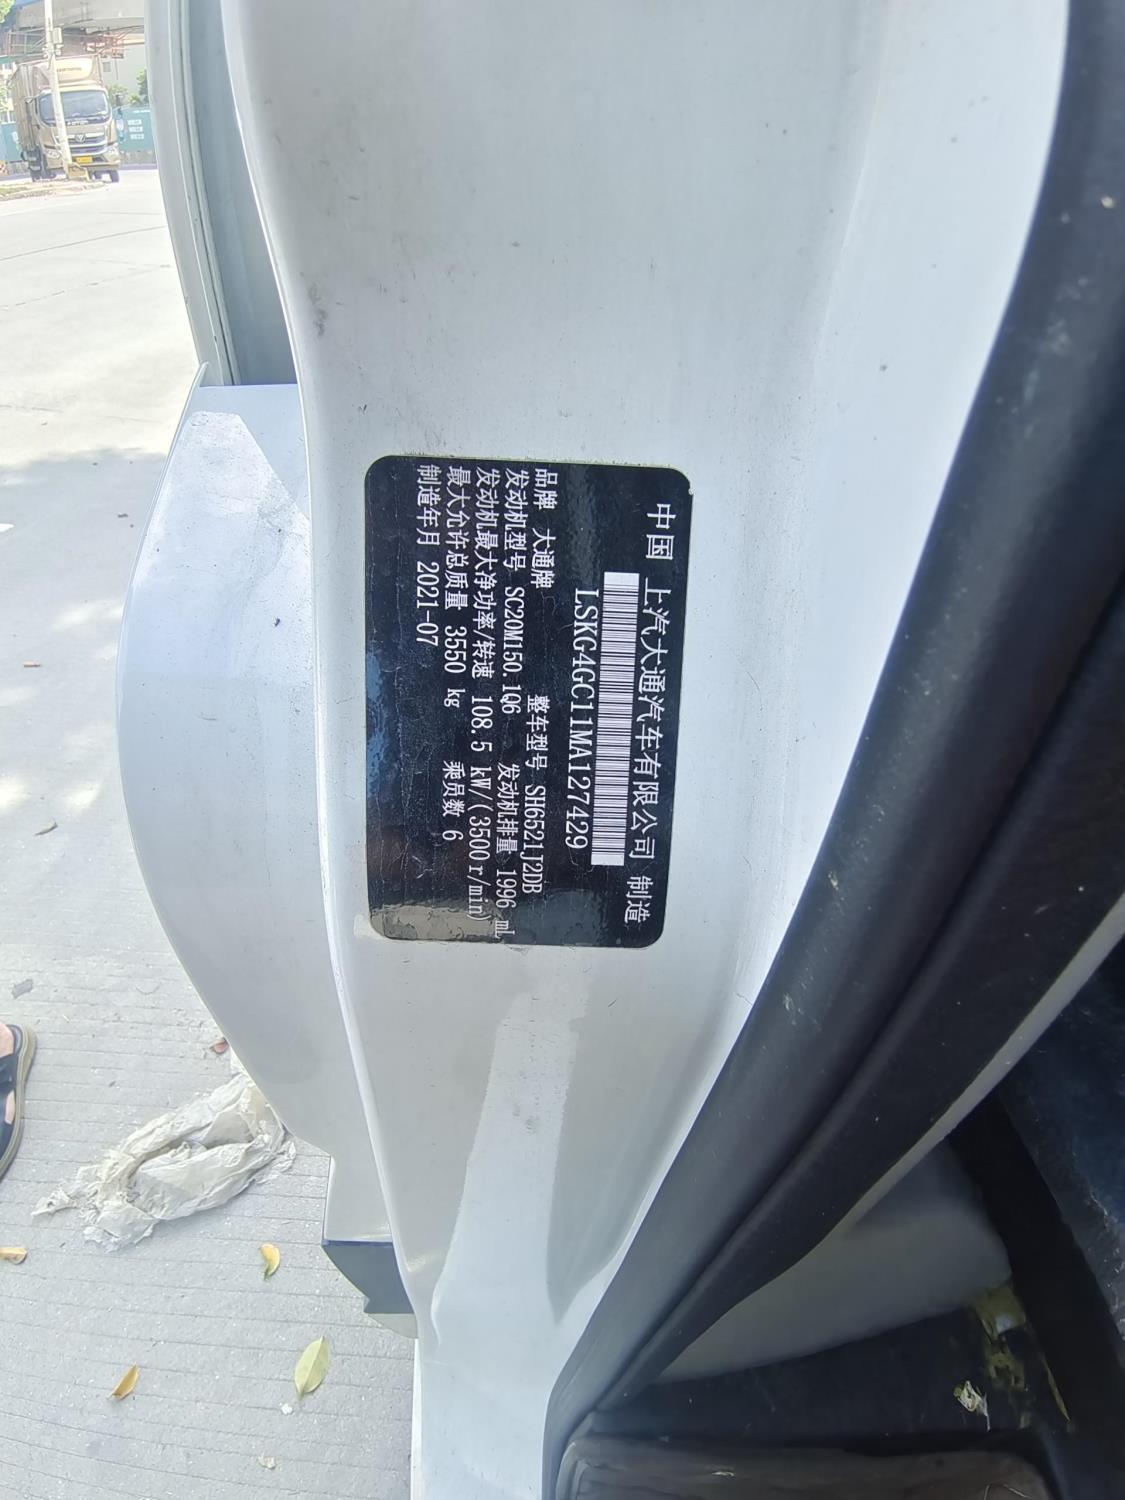 中国 上汽大通汽车有限公司 制造
LSKG4GC11MA127429
品牌 大通牌 整车型号 SH6521J2DB
发动机型号 SC20M150.1Q6 发动机排量 1996 mL
发动机最大净功率/转速 108.5 kW/(3500r/min)
最大允许总质量 3550 kg 乘员数 6
制造年月 2021-07